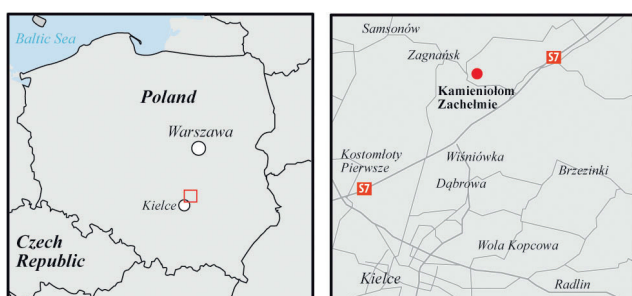 Baltic Sea
Poland
Warszawa
Kielce
Czech
Republic
Samsonów
Zagnańsk
S7
Kamieniołom
Zachełmie
Kostomłoty
Pierwsze
Wiśniówka
S7
Dąbrowa
Brzezinki
Wola Kopcowa
Kielce
Radlin